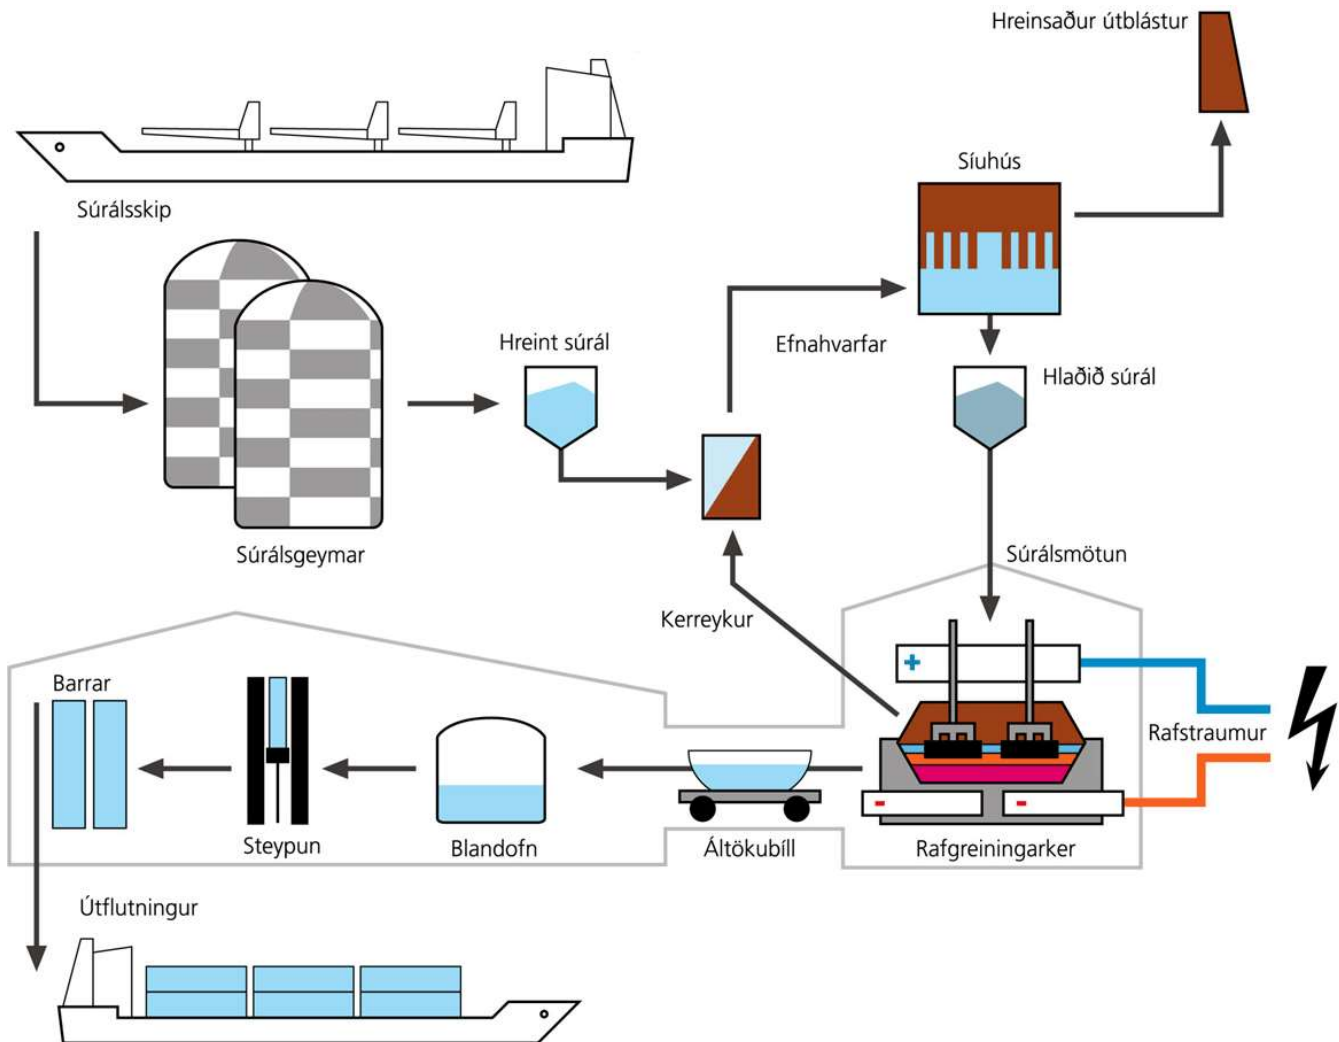 Hreinsaður útblástur
Síuhús
Súrálsskip
Hreint súrál
Efnahvarfar
Hlaðið súrál
Súrálsgeymar
Súrálsmötun
Kerreykur
+
Barrar
Rafstraumur
- -
Steypun
Blandofn
Áltökubíll
Rafgreiningarker
Útflutningur